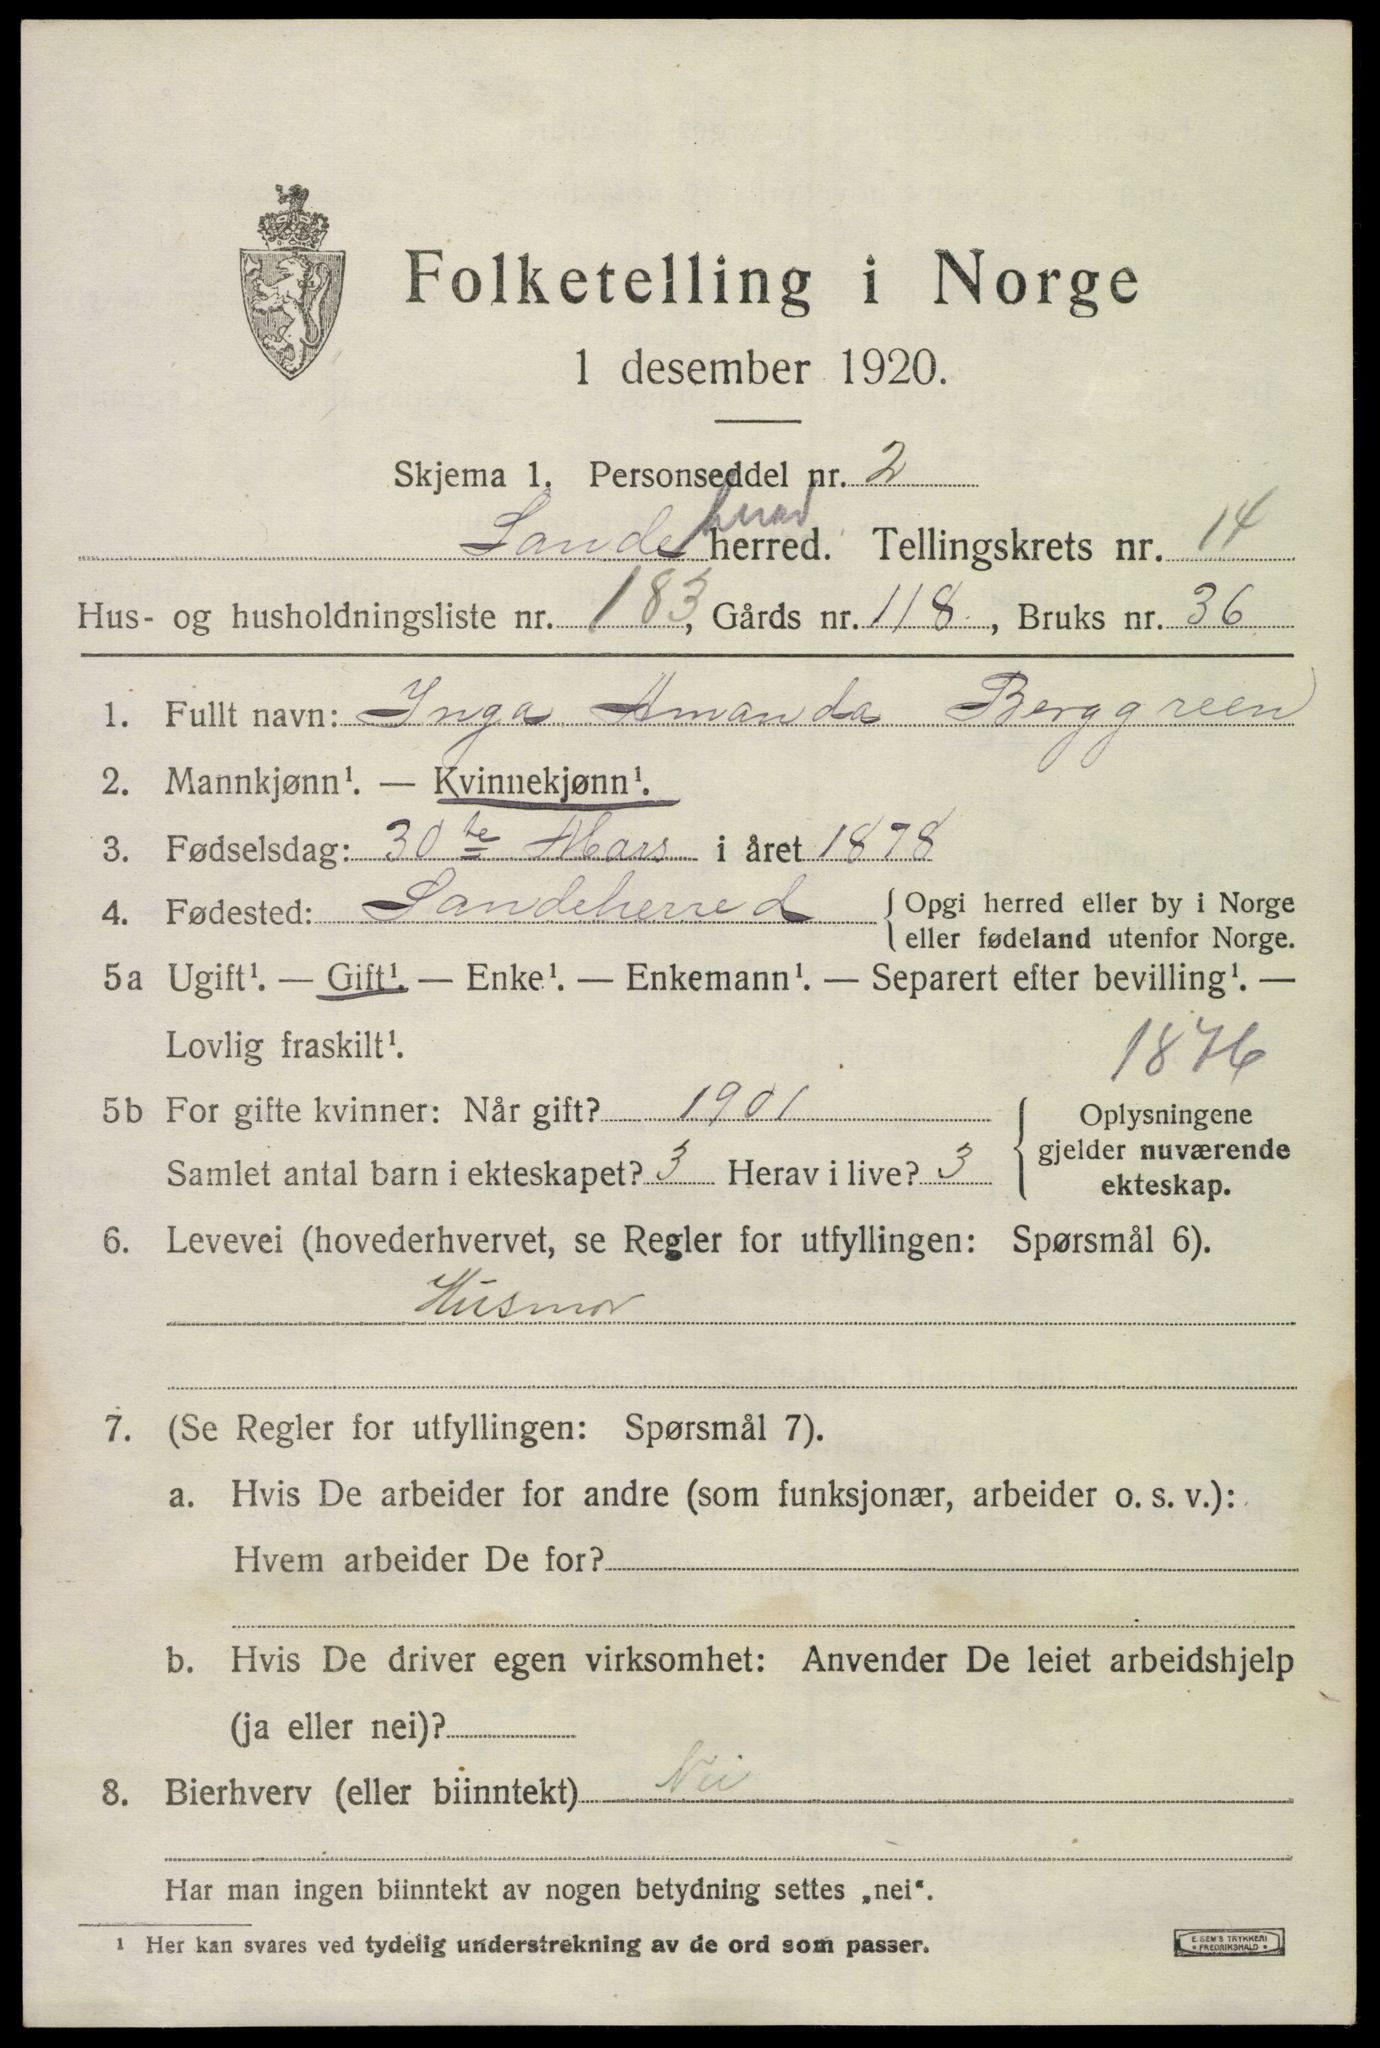 Folketelling i Norge
1 desember 1920.
Skjema 1. Personseddel nr. 2
Sande herred. Tellingskrets nr. 14
Hus- og husholdningsliste nr. 183, Gårds nr. 118, Bruks nr. 36
1. Fullt navn: Inga Amanda Berggreen
2. Mannkjønn¹. — Kvinnekjønn¹.
3. Fødselsdag: 30te Mars i året 1878
4. Fødested: Sandeherred { Opgi herred eller by i Norge
eller fødeland utenfor Norge.
5a Ugift¹. — Gift¹. — Enke¹. — Enkemann¹. — Separert efter bevilling¹. —
Lovlig fraskilt¹.
1876
5b For gifte kvinner: Når gift? 1901
Samlet antal barn i ekteskapet? 3 Herav i live? 3
{ Oplysningene
gjelder nuværende
ekteskap.
6. Levevei (hovederhvervet, se Regler for utfyllingen: Spørsmål 6).
Husmor
7. (Se Regler for utfyllingen: Spørsmål 7).
a. Hvis De arbeider for andre (som funksjonær, arbeider o. s. v.):
Hvem arbeider De for?
b. Hvis De driver egen virksomhet: Anvender De leiet arbeidshjelp
(ja eller nei)?
8. Bierhverv (eller biinntekt) Nei
Har man ingen biinntekt av nogen betydning settes „nei“.
¹ Her kan svares ved tydelig understrekning av de ord som passer.
E. SEM'S TRYKKERI
• FREDRIKSHALD •